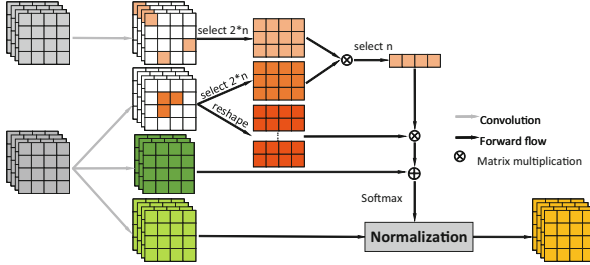 select 2*n
select n
select 2*n
reshape
Convolution
Forward flow
Matrix multiplication
Softmax
Normalization